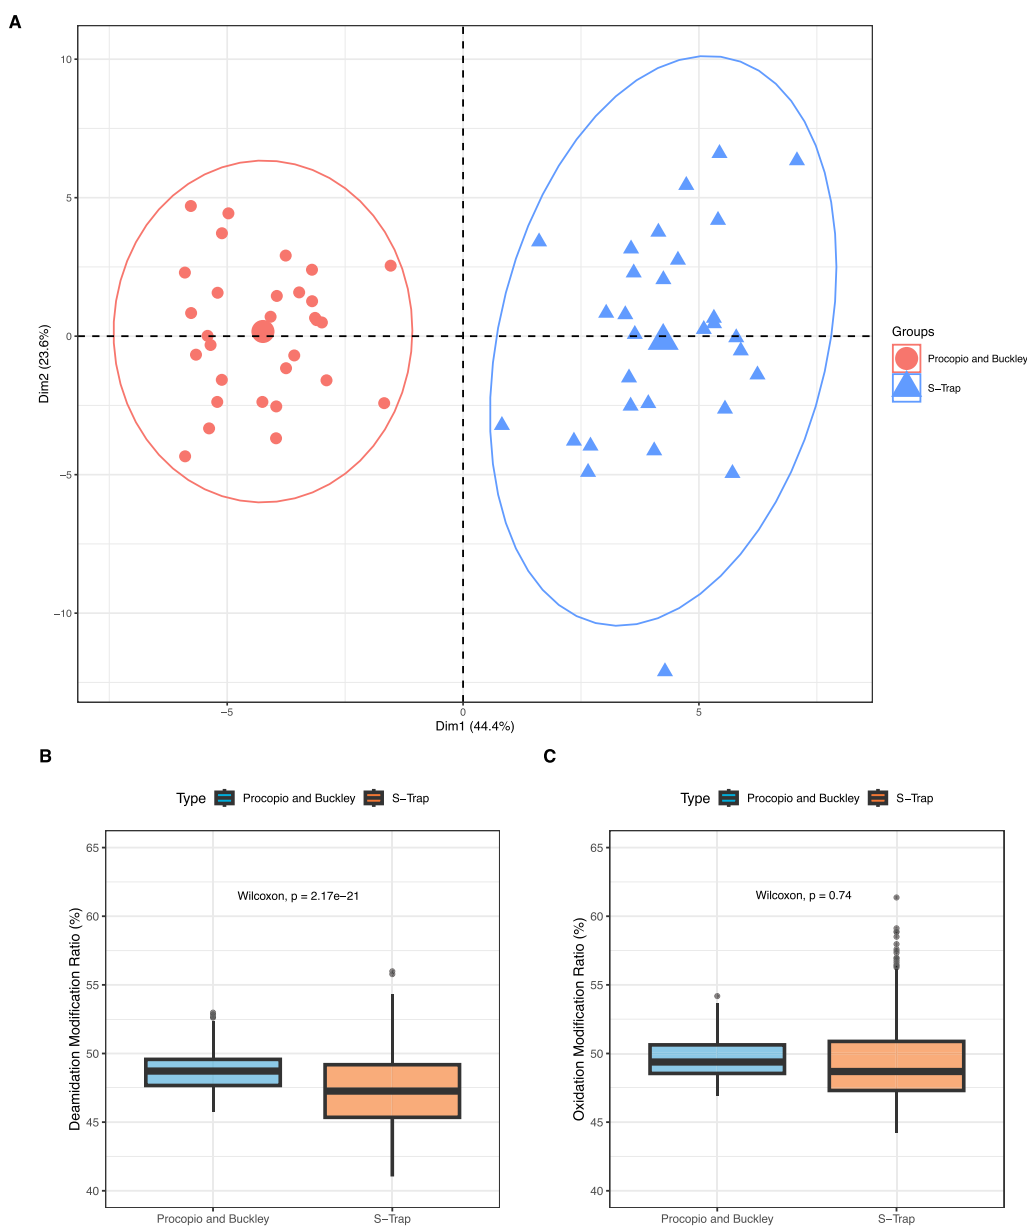 A
10
5
0
−5
−10
Dim2 (23.6%)
−5
0
5
Dim1 (44.4%)
Groups
Procopio and Buckley
S−Trap
B
Type
Procopio and Buckley
S−Trap
65
60
55
50
45
40
Deamidation Modification Ratio (%)
Wilcoxon, p = 2.17e−21
Procopio and Buckley
S−Trap
C
Type
Procopio and Buckley
S−Trap
65
60
55
50
45
40
Oxidation Modification Ratio (%)
Wilcoxon, p = 0.74
Procopio and Buckley
S−Trap